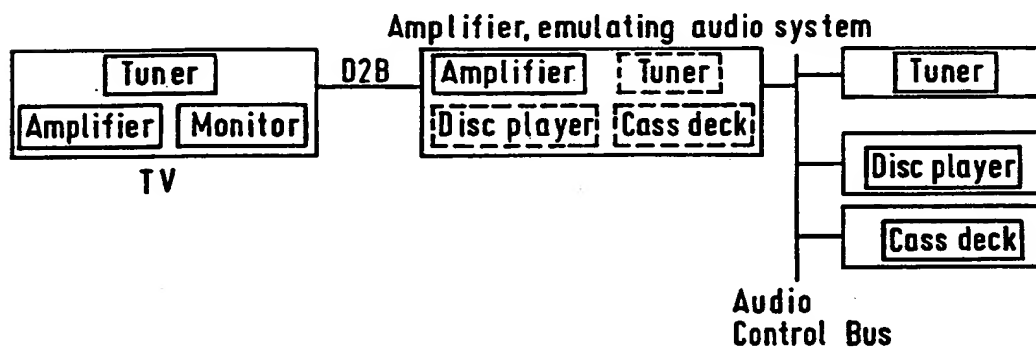 Amplifier, emulating audio system
Tuner
Amplifier Monitor
TV
D2B
Amplifier Tuner
Disc player Cass deck
Tuner
Disc player
Cass deck
Audio
Control Bus